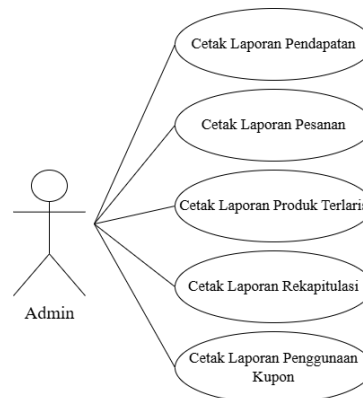 Cetak Laporan Pendapatan
Cetak Laporan Pesanan
Cetak Laporan Produk Terlaris
Cetak Laporan Rekapitulasi
Admin
Cetak Laporan Penggunaan
Kupon